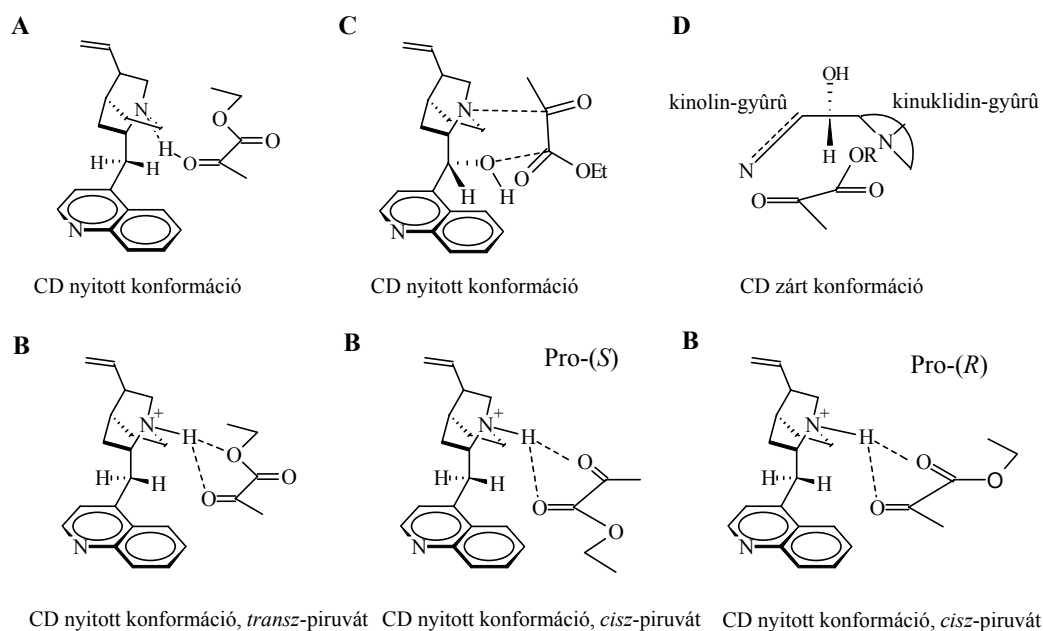 A
C
D
N
H
H
H
O
O
O
N
CD nyitott konformáció
N
O
O
H
H
O
OEt
N
CD nyitott konformáció
OH
kinolin-gyûrû
kinuklidin-gyûrû
N
H
N
OR
O
O
CD zárt konformáció
B
N
+
H
H
H
O
O
O
N
CD nyitott konformáció, transz-piruvát
B
Pro-(S)
N
+
H
H
H
O
O
O
N
CD nyitott konformáció, cisz-piruvát
B
Pro-(R)
N
+
H
H
H
O
O
O
N
CD nyitott konformáció, cisz-piruvát